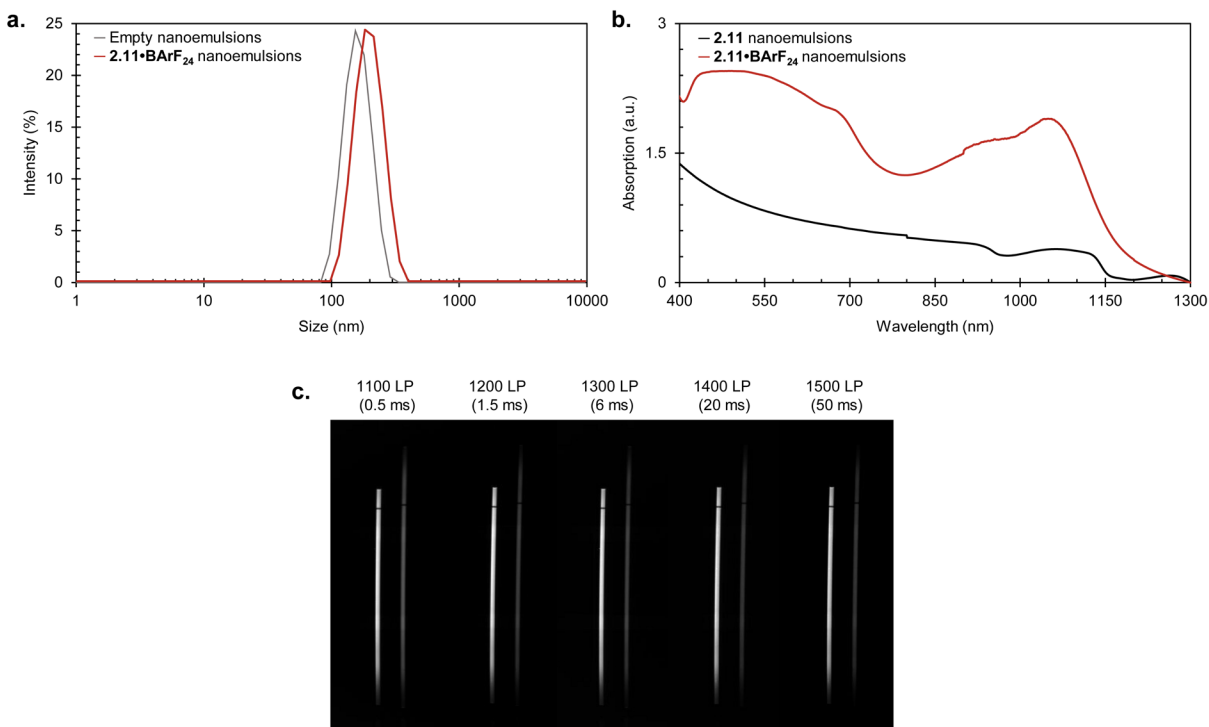 a.
25
20
15
10
5
0
Intensity (%)
Empty nanoemulsions
2.11•BArF24 nanoemulsions
1 10 100 1000 10000
Size (nm)
b.
3
1.5
0
Absorption (a.u.)
2.11 nanoemulsions
2.11•BArF24 nanoemulsions
400 550 700 850 1000 1150 1300
Wavelength (nm)
c.
1100 LP 1200 LP 1300 LP 1400 LP 1500 LP
(0.5 ms) (1.5 ms) (6 ms) (20 ms) (50 ms)